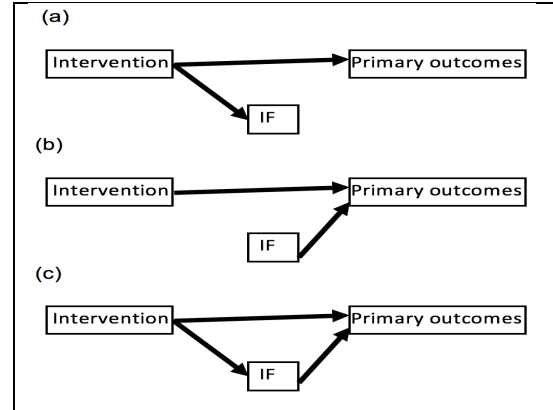 (a)
Intervention Primary outcomes
IF
(b)
Intervention Primary outcomes
IF
(c)
Intervention Primary outcomes
IF